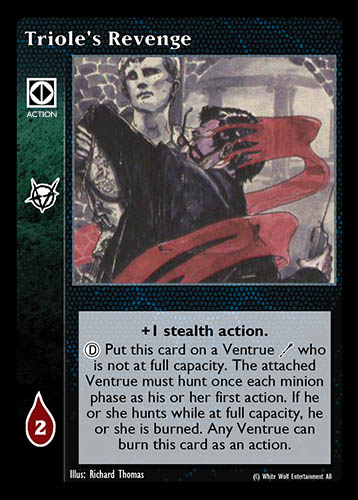 Triole's Revenge
ACTION
+1 stealth action.
D Put this card on a Ventrue who
is not at full capacity. The attached
Ventrue must hunt once each minion
phase as his or her first action. If he
or she hunts while at full capacity, he
or she is burned. Any Ventrue can
burn this card as an action.
2
Illus: Richard Thomas
(C) White Wolf Entertainment AB